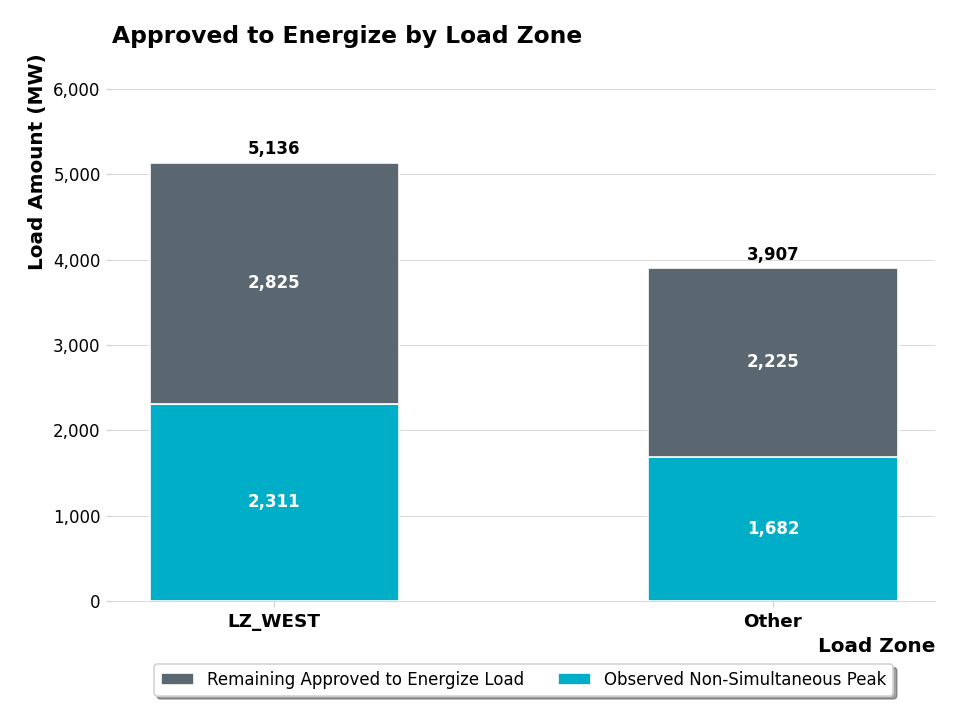 Approved to Energize by Load Zone
Load Amount (MW)
6,000
5,000
4,000
3,000
2,000
1,000
0
5,136
2,825
2,311
3,907
2,225
1,682
LZ_WEST
Other
Load Zone
Remaining Approved to Energize Load
Observed Non-Simultaneous Peak